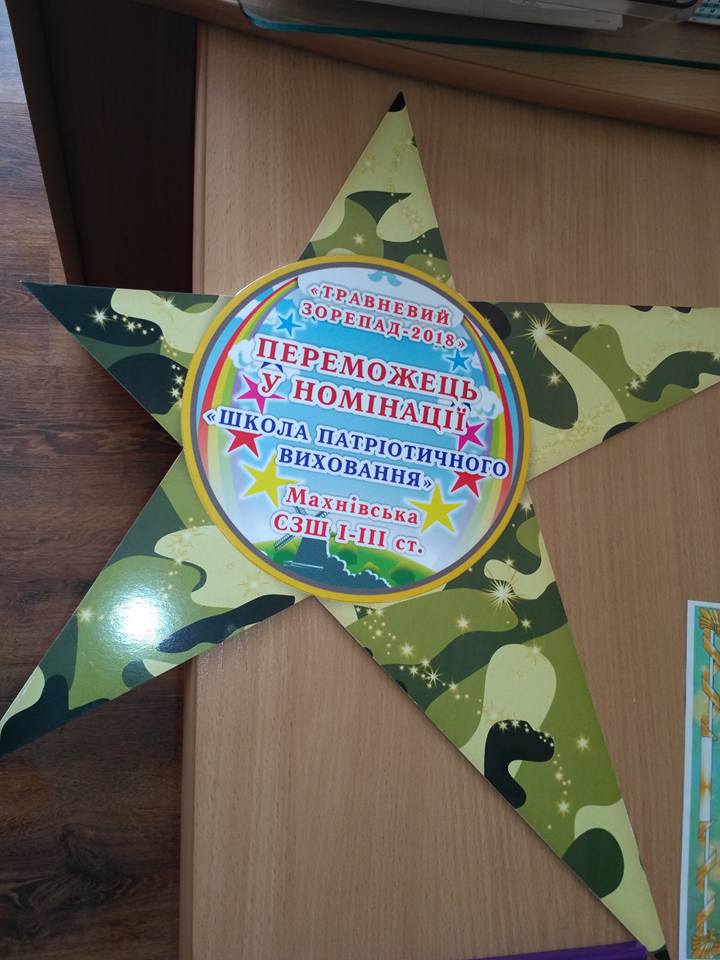 «ТРАВНЕВИЙ
ЗОРЕПАД-2018»
ПЕРЕМОЖЕЦЬ
У НОМІНАЦІЇ
«ШКОЛА ПАТРІОТИЧНОГО
ВИХОВАННЯ»
Махнівська
СЗШ І-ІІІ ст.